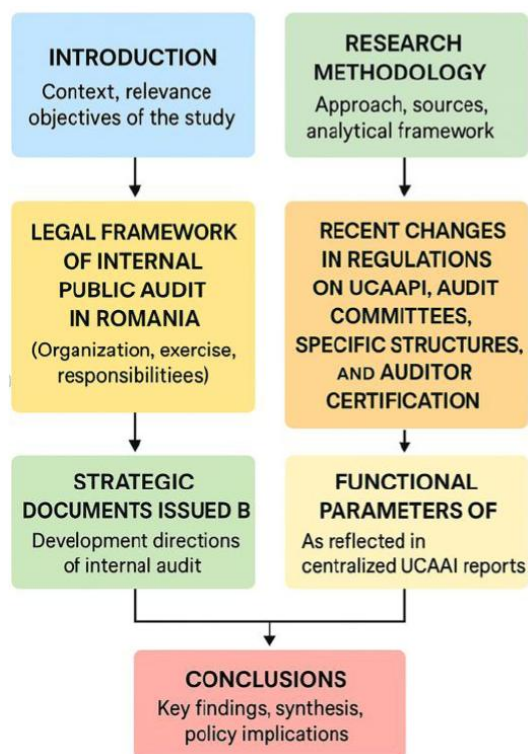 INTRODUCTION
Context, relevance
objectives of the study
RESEARCH
METHODOLOGY
Approach, sources,
analytical framework
LEGAL FRAMEWORK
OF INTERNAL
PUBLIC AUDIT
IN ROMANIA
(Organization, exercise,
responsibilitiees)
RECENT CHANGES
IN REGULATIONS
ON UCAAPI, AUDIT
COMMITTEES,
SPECIFIC STRUCTURES,
AND AUDITOR
CERTIFICATION
STRATEGIC
DOCUMENTS ISSUED B
Development directions
of internal audit
FUNCTIONAL
PARAMETERS OF
As reflected in
centralized UCAAI reports
CONCLUSIONS
Key findings, synthesis,
policy implications